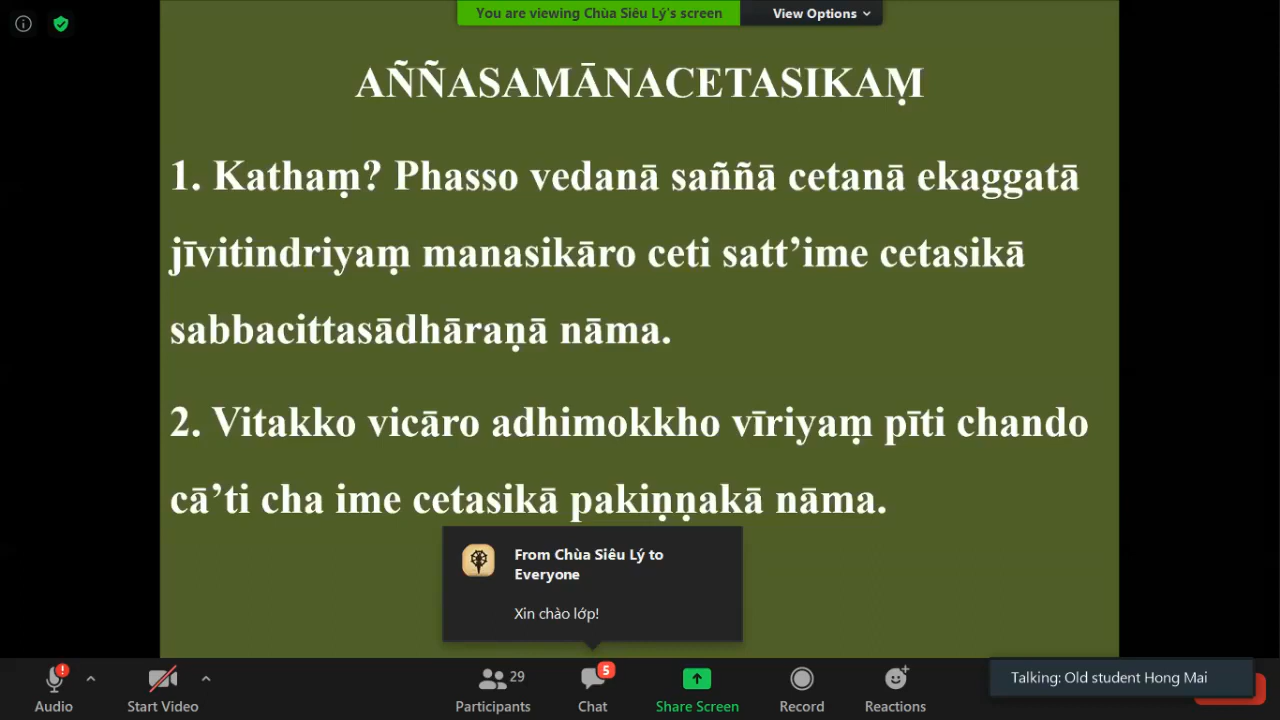 You are viewing Chùa Siêu Lý's screen
View Options
AÑÑASAMĀNACETASIKAṂ
1. Kathaṃ? Phasso vedanā saññā cetanā ekaggatā
jīvitindriyaṃ manasikāro ceti satt’ime cetasikā
sabbacittasādhāraṇā nāma.
2. Vitakko vicāro adhimokkho vīriyaṃ pīti chando
cā’ti cha ime cetasikā pakiṇṇakā nāma.
From Chùa Siêu Lý to
Everyone
Xin chào lớp!
Talking: Old student Hong Mai
29
5
Audio
Start Video
Participants
Chat
Share Screen
Record
Reactions